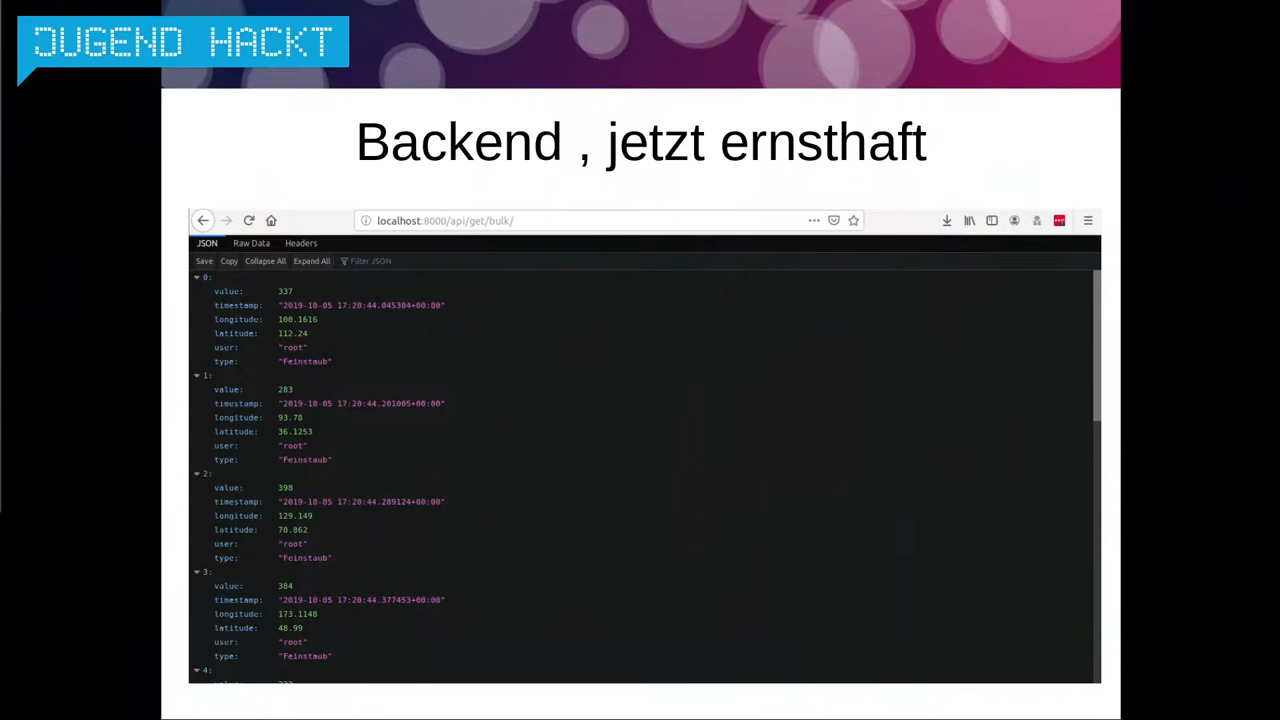 JUGEND HACKT
Backend , jetzt ernsthaft
localhost:8000/api/get/bulk/
JSON Raw Data Headers
Save Copy Collapse All Expand All Filter JSON
0:
value: 337
timestamp: "2019-10-05 17:20:44.045304+00:00"
longitude: 100.1616
latitude: 112.24
user: "root"
type: "Feinstaub"
1:
value: 283
timestamp: "2019-10-05 17:20:44.201005+00:00"
longitude: 93.78
latitude: 36.1253
user: "root"
type: "Feinstaub"
2:
value: 398
timestamp: "2019-10-05 17:20:44.289124+00:00"
longitude: 129.149
latitude: 70.862
user: "root"
type: "Feinstaub"
3:
value: 384
timestamp: "2019-10-05 17:20:44.377453+00:00"
longitude: 173.1148
latitude: 48.99
user: "root"
type: "Feinstaub"
4: